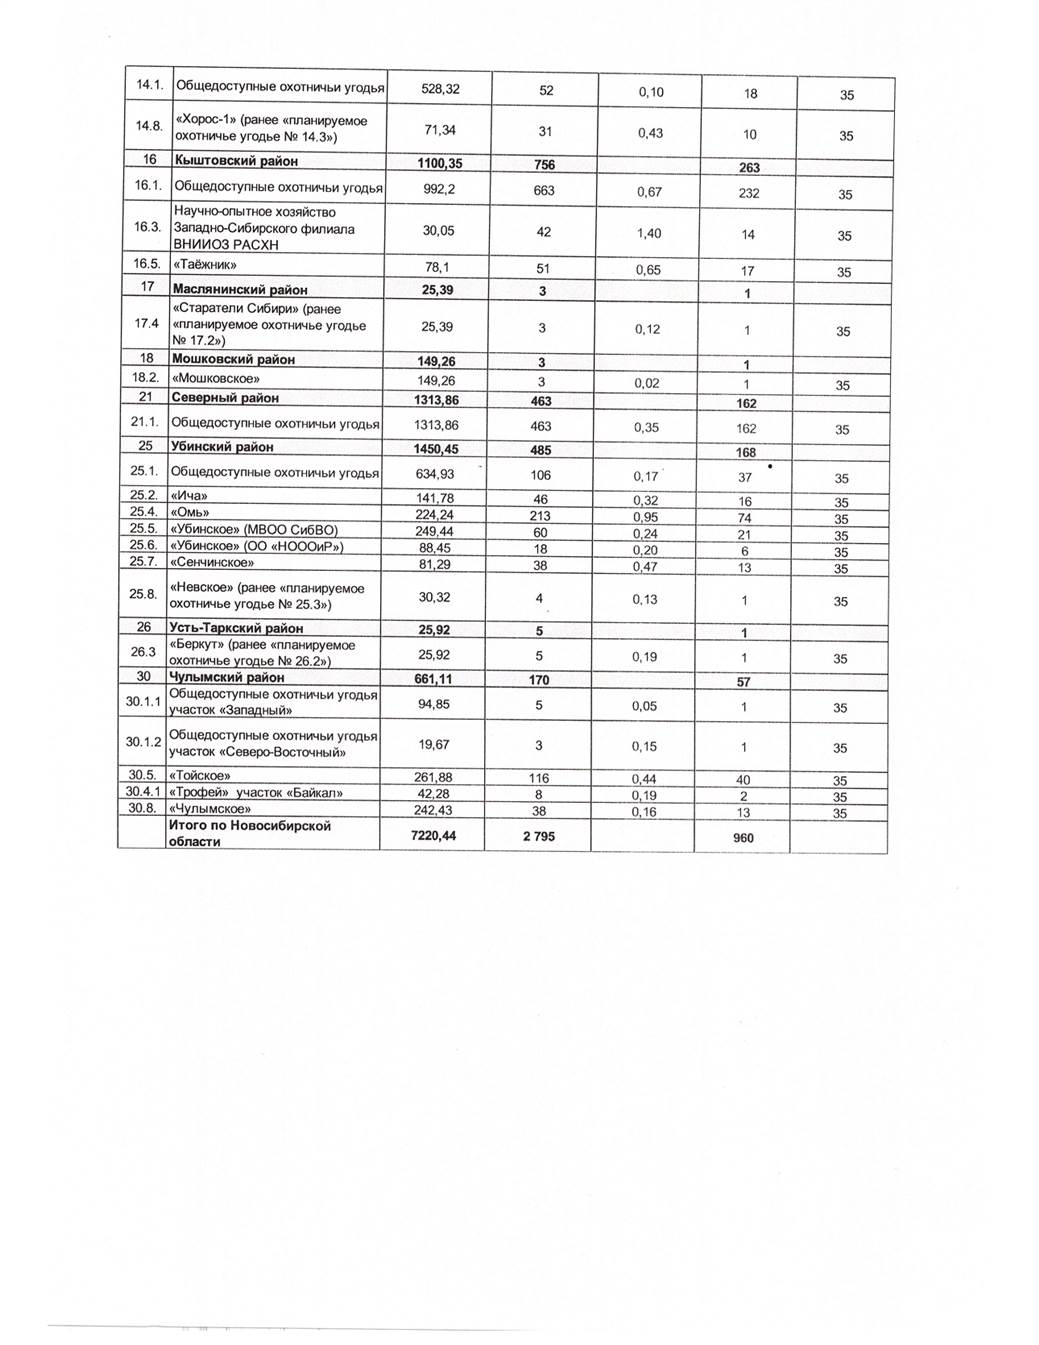 14.1. Общедоступные охотничьи угодья 528,32 52 0,10 18 35
14.8. «Хорос-1» (ранее «планируемое
охотничье угодье № 14.3») 71,34 31 0,43 10 35
16 Кыштовский район 1100,35 756 263
16.1. Общедоступные охотничьи угодья 992,2 663 0,67 232 35
16.3. Научно-опытное хозяйство
Западно-Сибирского филиала 30,05 42 1,40 14 35
ВНИИОЗ РАСХН
16.5. «Таёжник» 78,1 51 0,65 17 35
17 Маслянинский район 25,39 3 1
«Старатели Сибири» (ранее
17.4 «планируемое охотничье угодье 25,39 3 0,12 1 35
№ 17.2»)
18 Мошковский район 149,26 3 1
18.2. «Мошковское» 149,26 3 0,02 1 35
21 Северный район 1313,86 463 162
21.1. Общедоступные охотничьи угодья 1313,86 463 0,35 162 35
25 Убинский район 1450,45 485 168
25.1. Общедоступные охотничьи угодья 634,93 106 0,17 37 35
25.2. «Ича» 141,78 46 0,32 16 35
25.4. «Омь» 224,24 213 0,95 74 35
25.5. «Убинское» (МВОО СибВО) 249,44 60 0,24 21 35
25.6. «Убинское» (ОО «НОООиР») 88,45 18 0,20 6 35
25.7. «Сенчинское» 81,29 38 0,47 13 35
25.8. «Невское» (ранее «планируемое
охотничье угодье № 25.3») 30,32 4 0,13 1 35
26 Усть-Таркский район 25,92 5 1
26.3 «Беркут» (ранее «планируемое
охотничье угодье № 26.2») 25,92 5 0,19 1 35
30 Чулымский район 661,11 170 57
30.1.1 Общедоступные охотничьи угодья
участок «Западный» 94,85 5 0,05 1 35
30.1.2 Общедоступные охотничьи угодья
участок «Северо-Восточный» 19,67 3 0,15 1 35
30.5. «Тойское» 261,88 116 0,44 40 35
30.4.1 «Трофей» участок «Байкал» 42,28 8 0,19 2 35
30.8. «Чулымское» 242,43 38 0,16 13 35
Итого по Новосибирской
области 7220,44 2 795 960